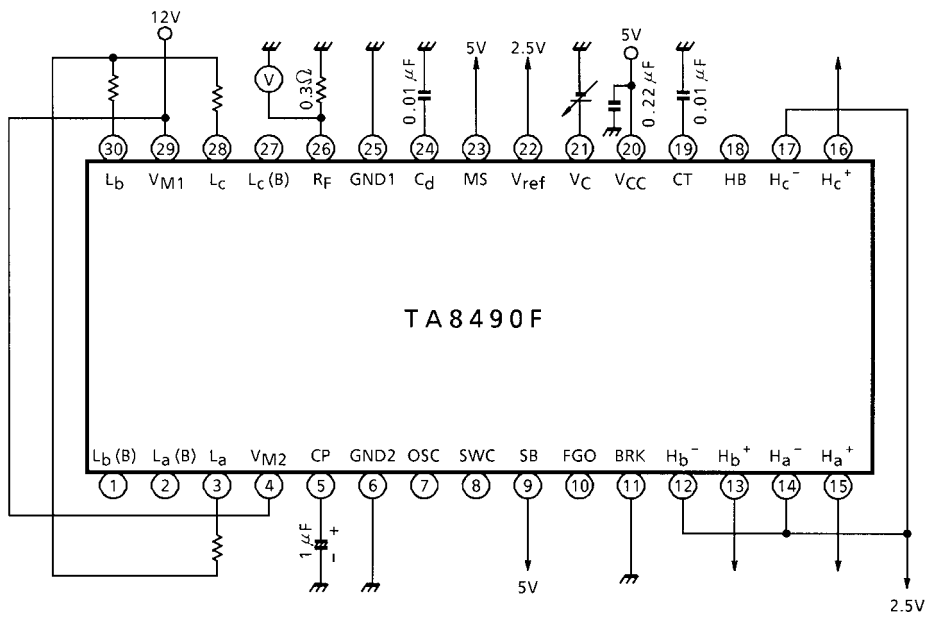 12V
5V
2.5V
5V
V
0.3Ω
0.01 μF
0.22 μF
0.01 μF
30 29 28 27 26 25 24 23 22 21 20 19 18 17 16
Lb VM1 Lc Lc (B) RF GND1 Cd MS Vref VC VCC CT HB Hc⁻ Hc⁺
TA8490F
Lb (B) La (B) La VM2 CP GND2 OSC SWC SB FGO BRK Hb⁻ Hb⁺ Ha⁻ Ha⁺
1 2 3 4 5 6 7 8 9 10 11 12 13 14 15
1 μF
+
−
5V
2.5V